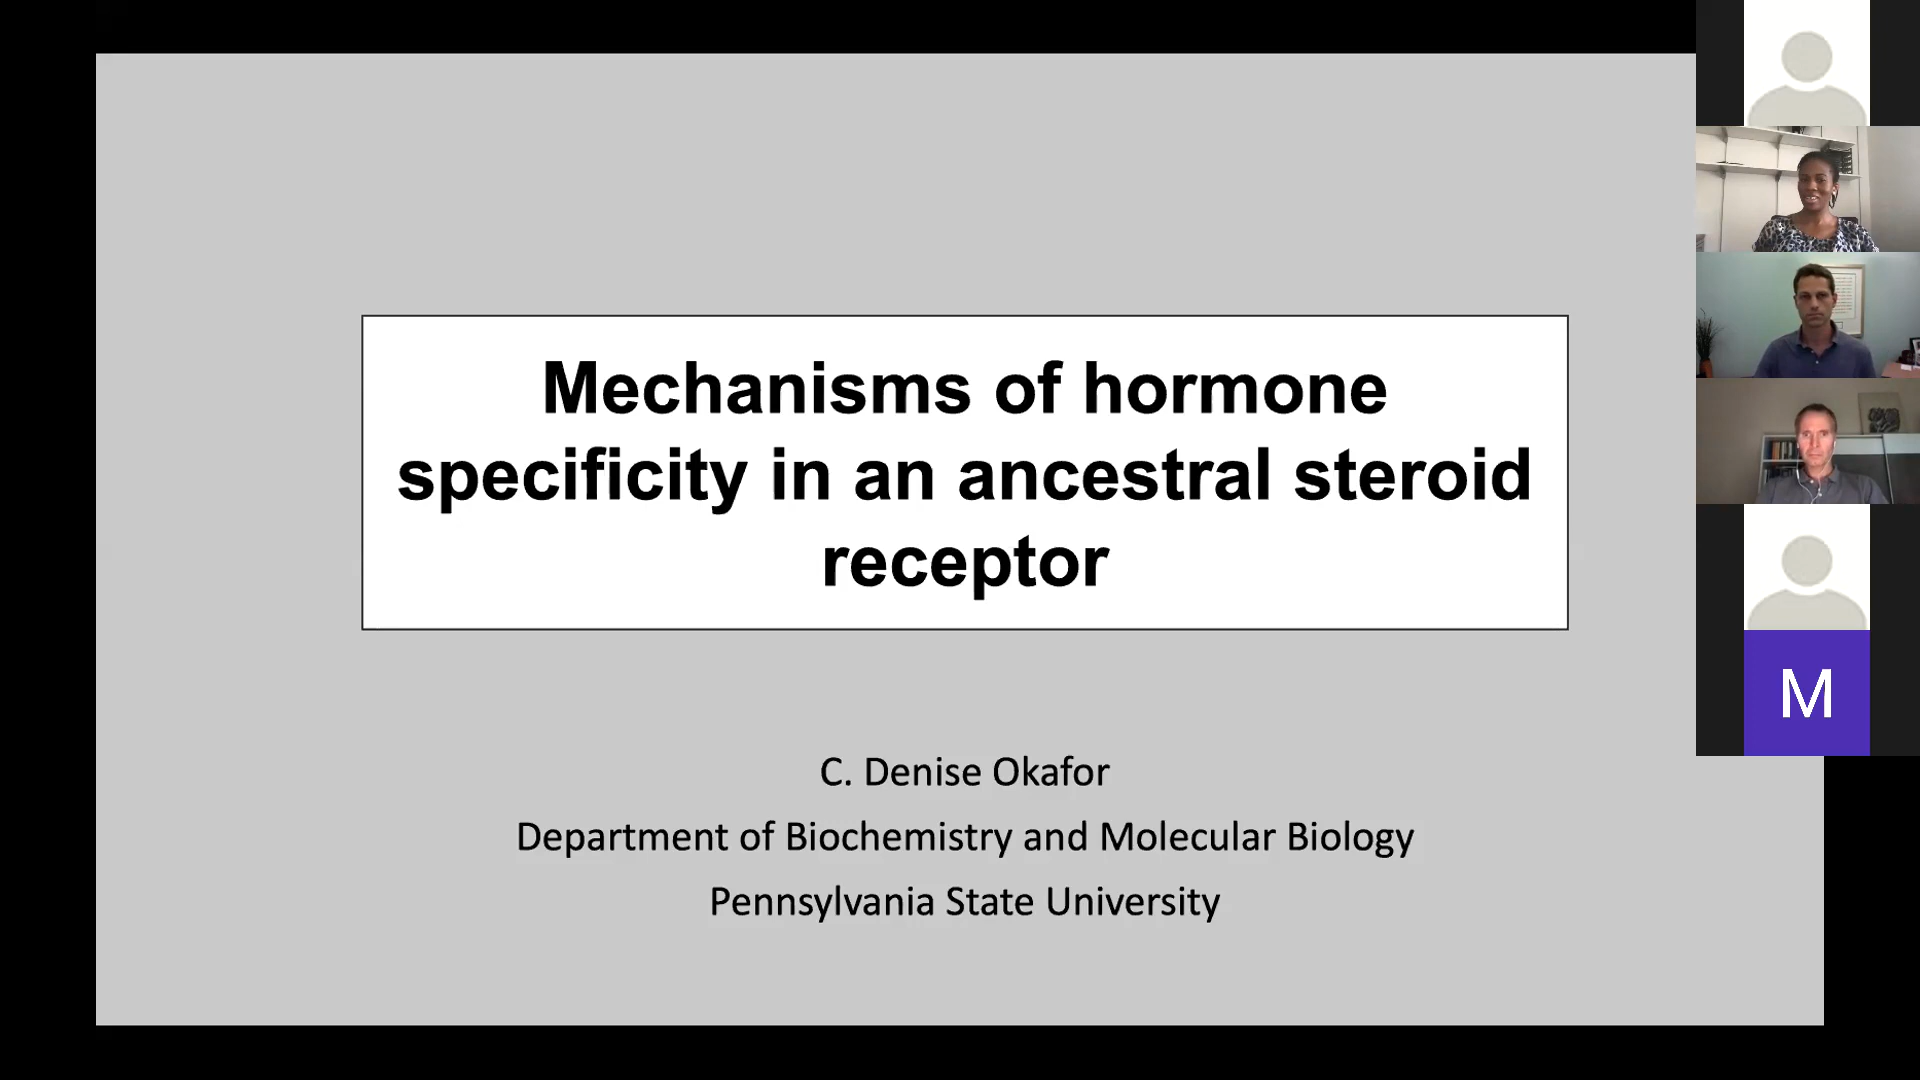 Mechanisms of hormone
specificity in an ancestral steroid
receptor
C. Denise Okafor
Department of Biochemistry and Molecular Biology
Pennsylvania State University
M